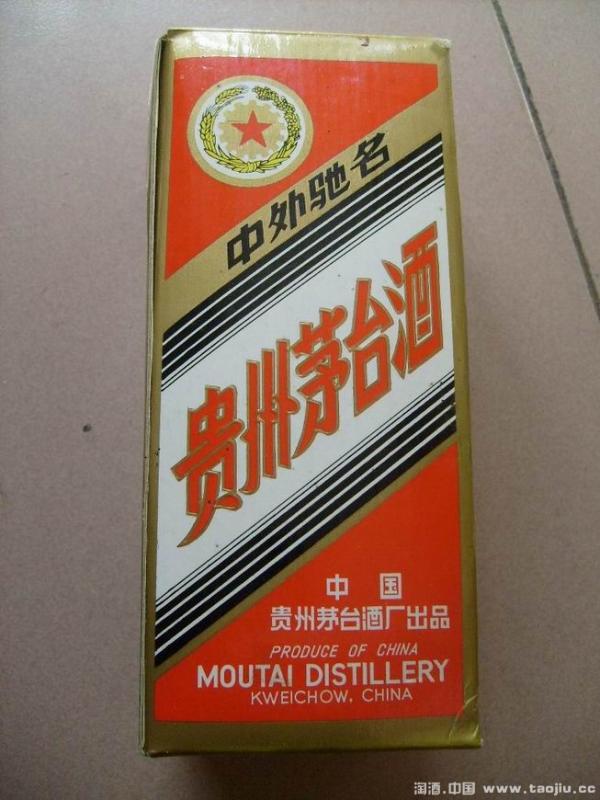 中外驰名
贵州茅台酒
中国
贵州茅台酒厂出品
PRODUCE OF CHINA
MOUTAI DISTILLERY
KWEICHOW, CHINA
淘酒.中国 www.taojiu.cc